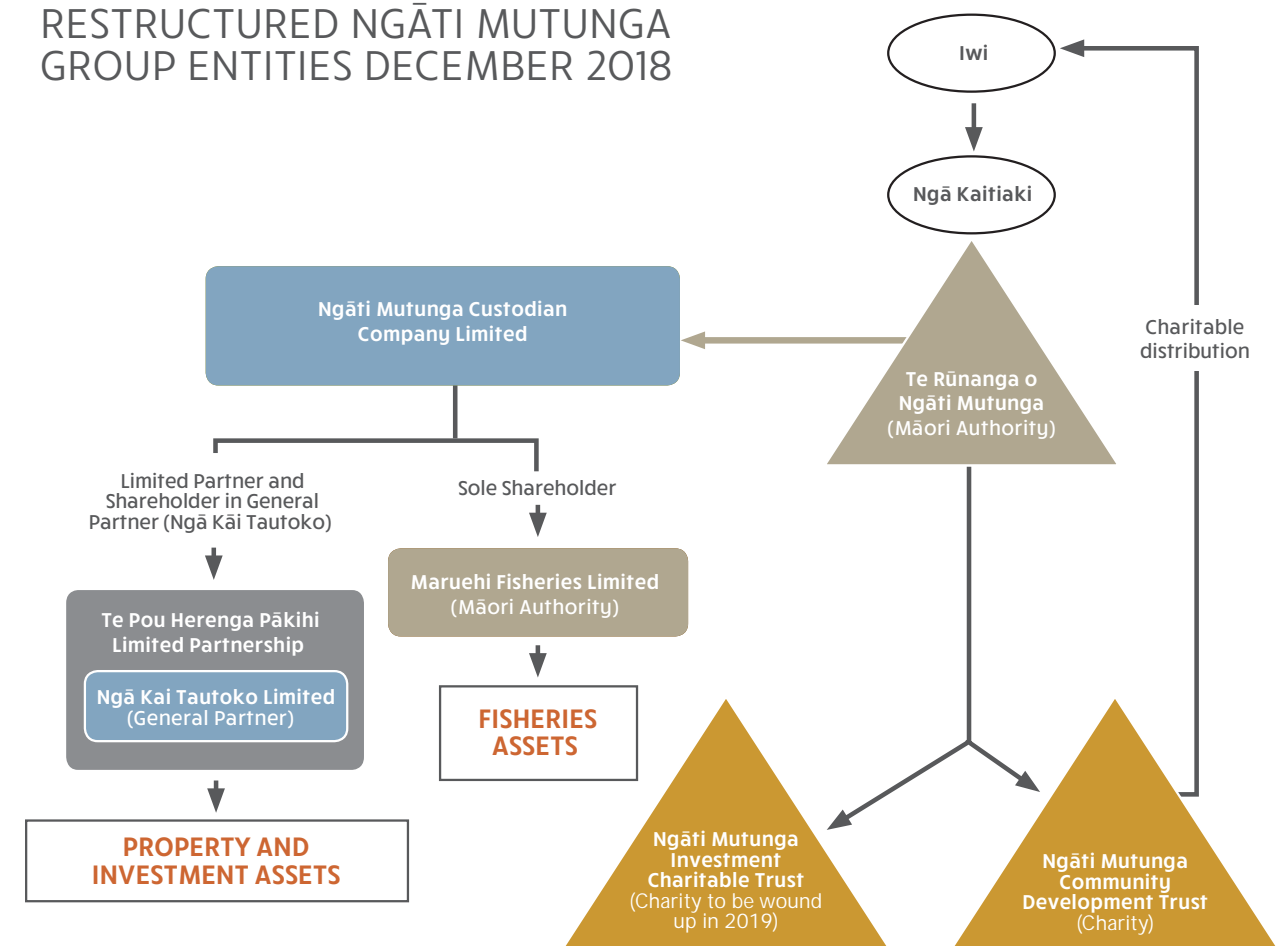 RESTRUCTURED NGĀTI MUTUNGA
GROUP ENTITIES DECEMBER 2018
Iwi
Ngā Kaitiaki
Ngāti Mutunga Custodian
Company Limited
Charitable
distribution
Te Rūnanga o
Ngāti Mutunga
(Māori Authority)
Limited Partner and
Shareholder in General
Partner (Ngā Kāi Tautoko)
Sole Shareholder
Maruehi Fisheries Limited
(Māori Authority)
Te Pou Herenga Pākihi
Limited Partnership
Ngā Kai Tautoko Limited
(General Partner)
FISHERIES
ASSETS
PROPERTY AND
INVESTMENT ASSETS
Ngāti Mutunga
Investment
Charitable Trust
(Charity to be wound
up in 2019)
Ngāti Mutunga
Community
Development Trust
(Charity)